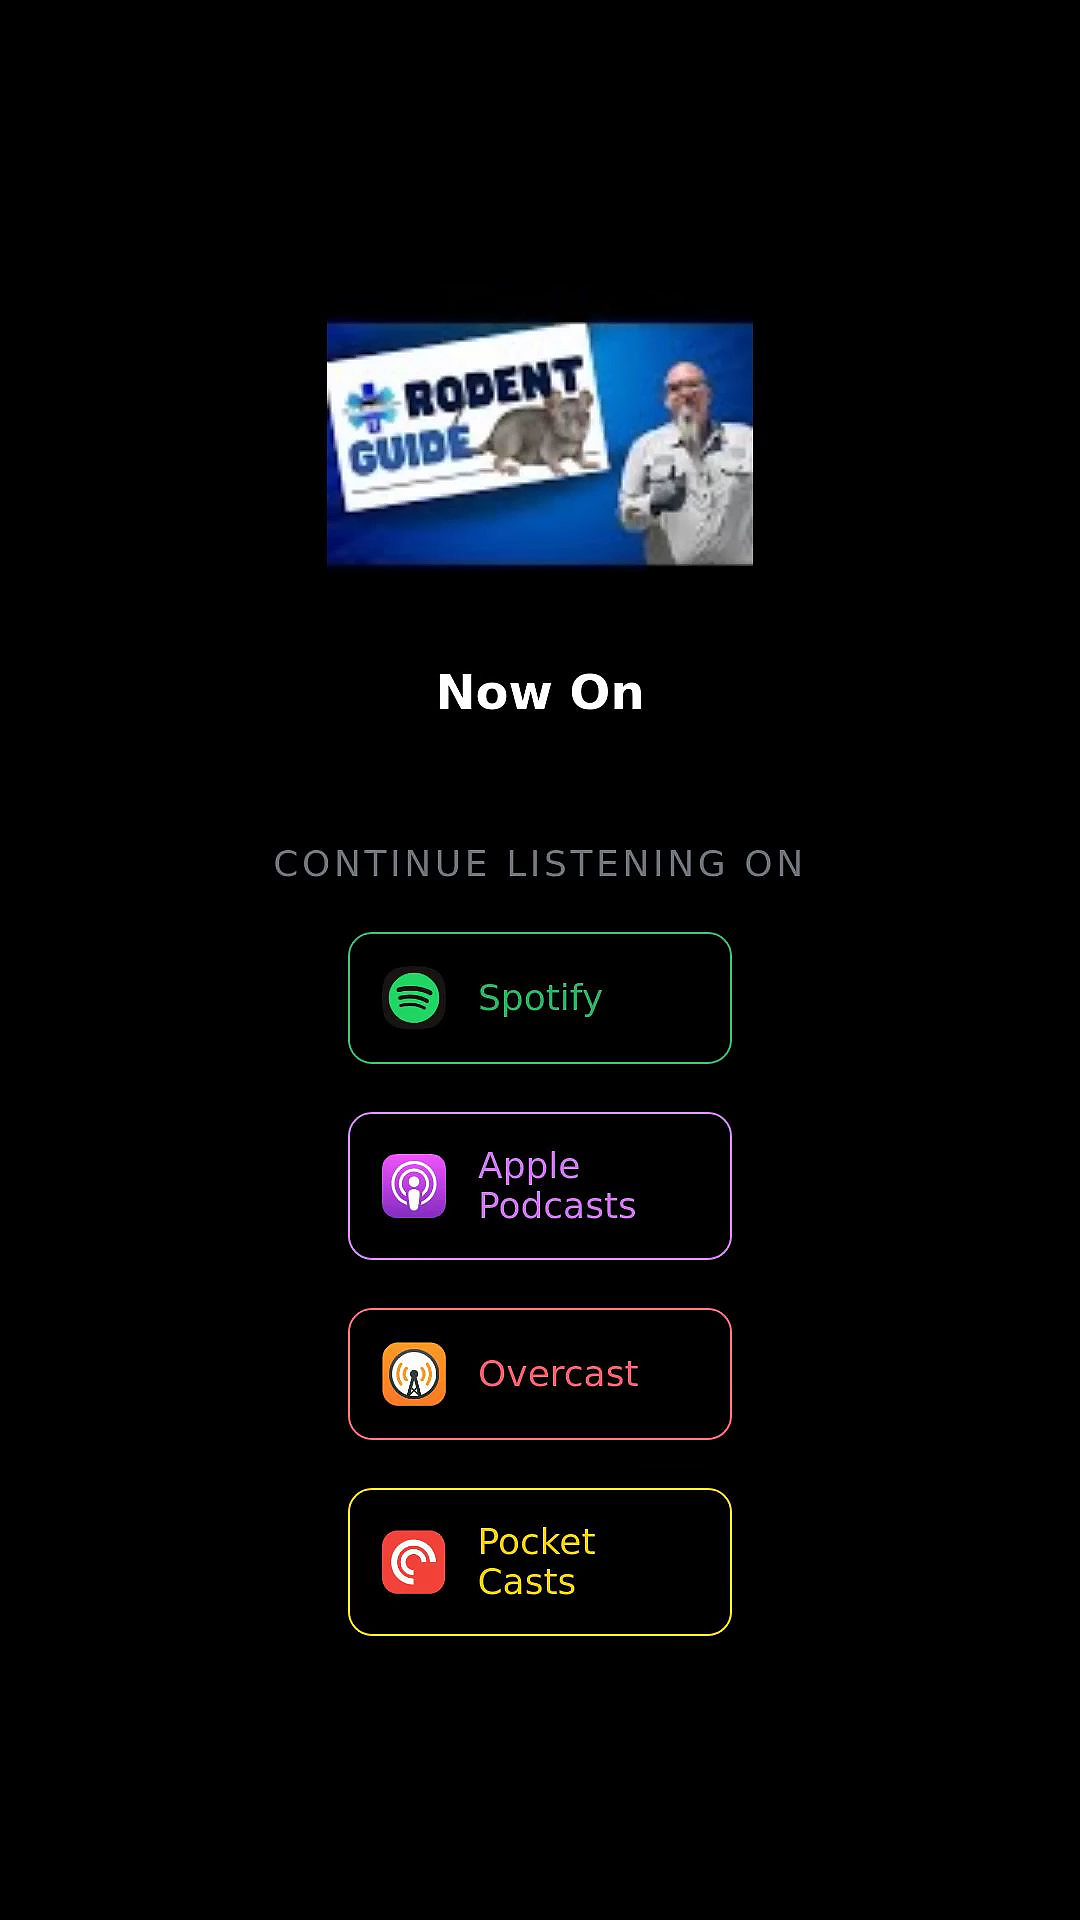 RODENT
GUIDE
Now On
CONTINUE LISTENING ON
Spotify
Apple
Podcasts
Overcast
Pocket
Casts